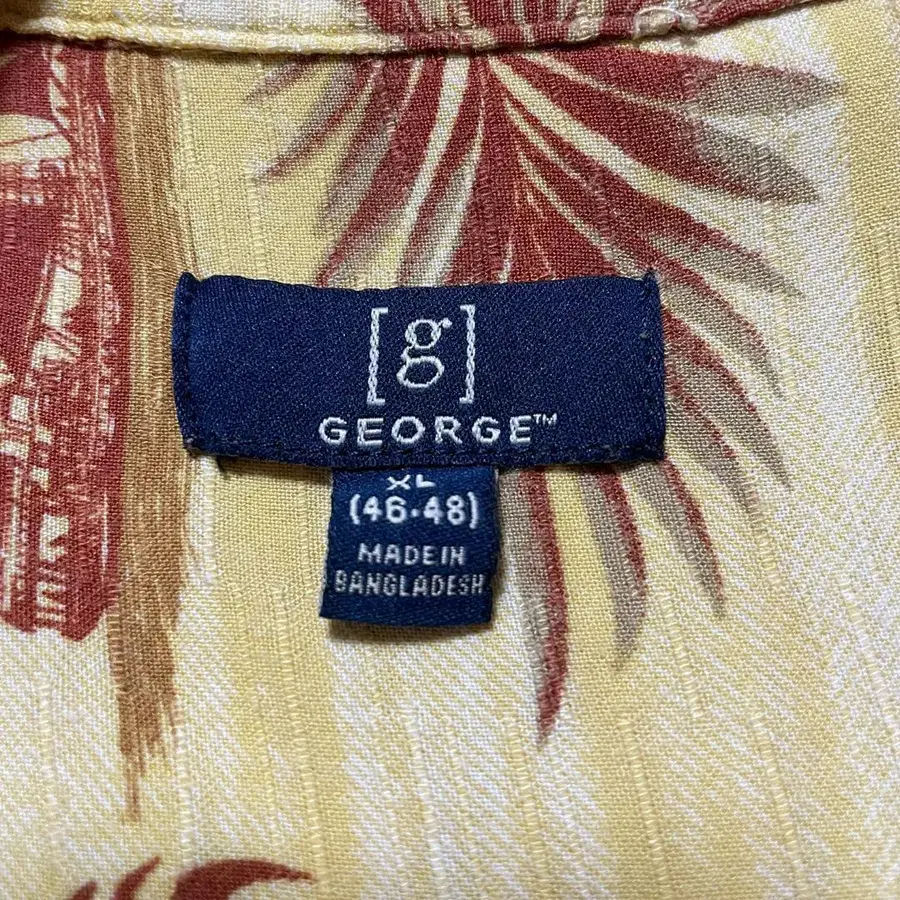 [g]
GEORGE™
XL
(46-48)
MADE IN
BANGLADESH